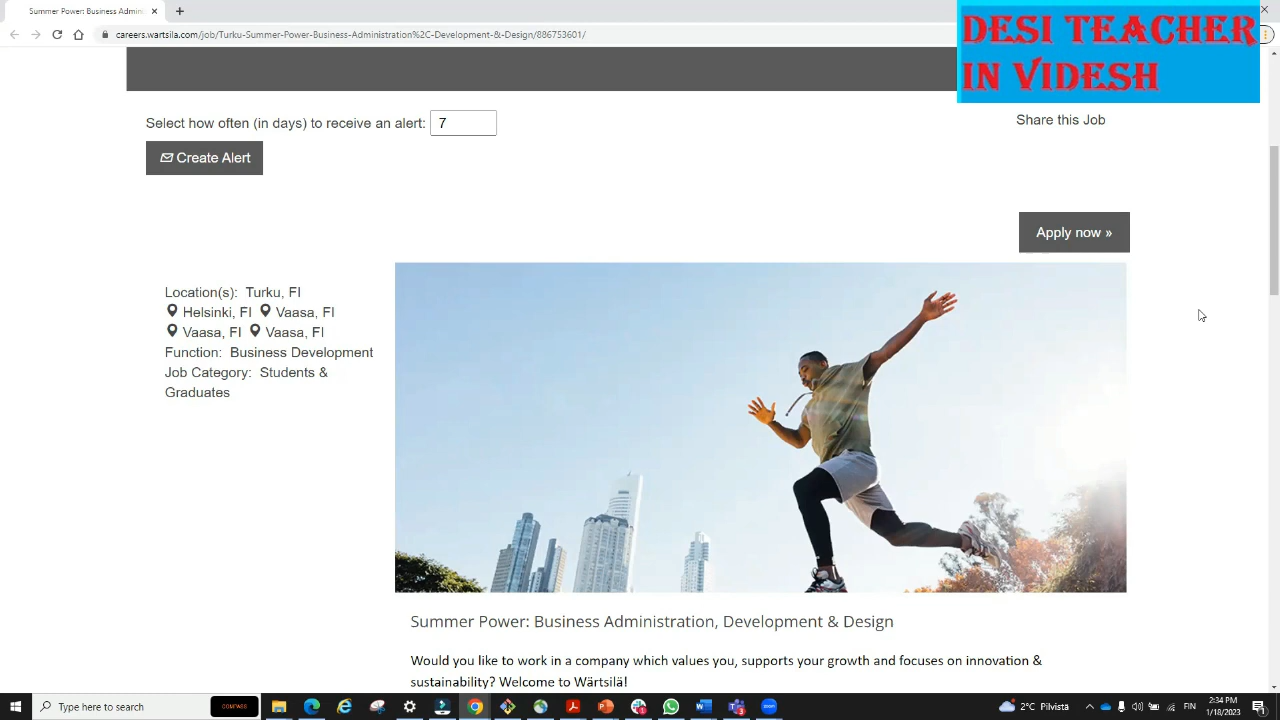 Summer Power: Business Admin
careers.wartsila.com/job/Turku-Summer-Power-Business-Administration%2C-Development-&-Design/886753601/
DESI TEACHER
IN VIDESH
Select how often (in days) to receive an alert: 7
Share this Job
Create Alert
Apply now »
Location(s): Turku, FI
Helsinki, FI Vaasa, FI
Vaasa, FI Vaasa, FI
Function: Business Development
Job Category: Students &
Graduates
Summer Power: Business Administration, Development & Design
Would you like to work in a company which values you, supports your growth and focuses on innovation &
sustainability? Welcome to Wärtsilä!
Type here to search
COMPASS
2°C Pilvistä
FIN
2:34 PM
1/18/2023